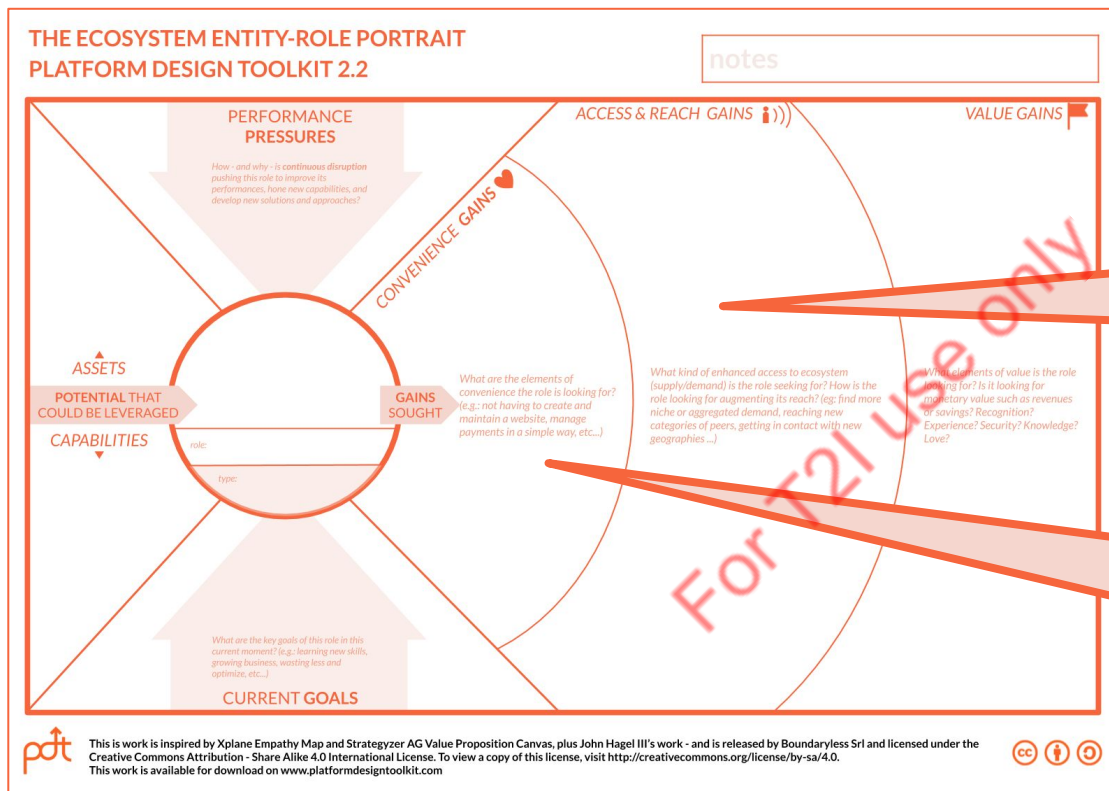 THE ECOSYSTEM ENTITY-ROLE PORTRAIT
PLATFORM DESIGN TOOLKIT 2.2
notes
PERFORMANCE
PRESSURES
How - and why - is continuous disruption
pushing this role to improve its
performances, hone new capabilities, and
develop new solutions and approaches?
CONVENIENCE GAINS
ACCESS & REACH GAINS
VALUE GAINS
ASSETS
POTENTIAL THAT
COULD BE LEVERAGED
CAPABILITIES
role:
type:
GAINS
SOUGHT
What are the elements of
convenience the role is looking for?
(e.g.: not having to create and
maintain a website, manage
payments in a simple way, etc...)
What kind of enhanced access to ecosystem
(supply/demand) is the role seeking for? How is the
role looking for augmenting its reach? (eg: find more
niche or aggregated demand, reaching new
categories of peers, getting in contact with new
geographies ...)
What elements of value is the role
looking for? Is it looking for
monetary value such as revenues
or savings? Recognition?
Experience? Security? Knowledge?
Love?
For T2I use only
What are the key goals of this role in this
current moment? (e.g.: learning new skills,
growing business, wasting less and
optimize, etc...)
CURRENT GOALS
pdt
This is work is inspired by Xplane Empathy Map and Strategyzer AG Value Proposition Canvas, plus John Hagel III's work - and is released by Boundaryless Srl and licensed under the
Creative Commons Attribution - Share Alike 4.0 International License. To view a copy of this license, visit http://creativecommons.org/license/by-sa/4.0.
This work is available for download on www.platformdesigntoolkit.com
cc